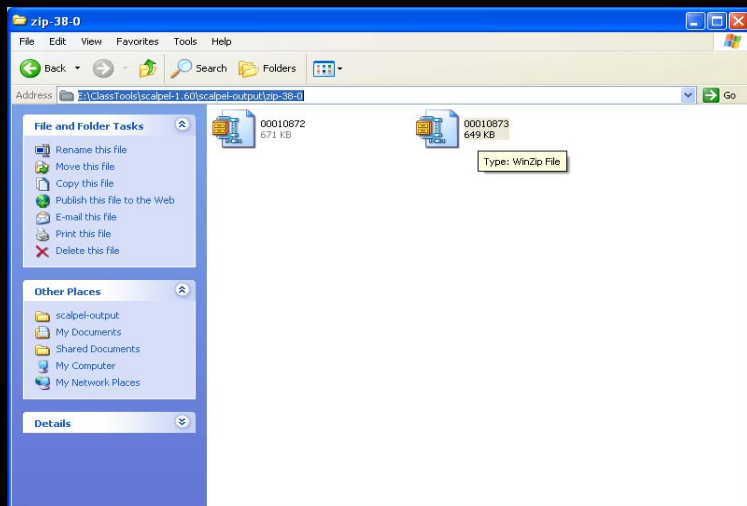 zip-38-0
File Edit View Favorites Tools Help
Back Search Folders
Address E:\ClassTools\scalpel-1.60\scalpel-output\zip-38-0 Go
File and Folder Tasks
Rename this file
Move this file
Copy this file
Publish this file to the Web
E-mail this file
Print this file
Delete this file
Other Places
scalpel-output
My Documents
Shared Documents
My Computer
My Network Places
Details
00010872
671 KB
00010873
649 KB
Type: WinZip File